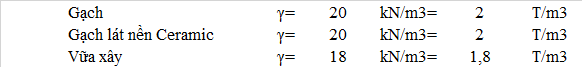 Gạch γ= 20 kN/m3= 2 T/m3
Gạch lát nền Ceramic γ= 20 kN/m3= 2 T/m3
Vữa xây γ= 18 kN/m3= 1,8 T/m3